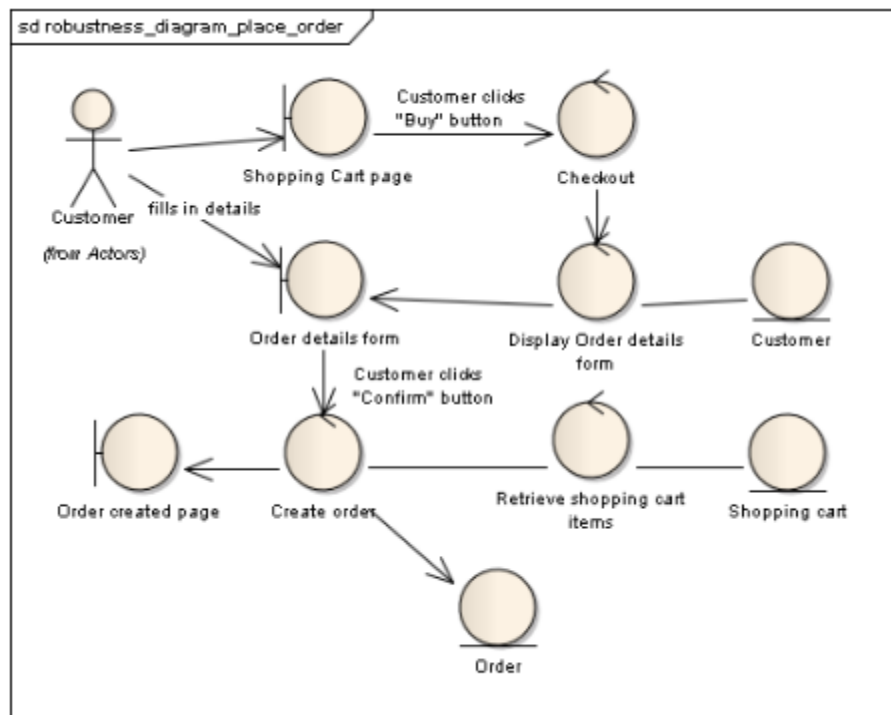 sd robustness_diagram_place_order
Customer clicks
"Buy" button
Shopping Cart page
Checkout
Customer
fills in details
(from Actors)
Order details form
Display Order details
form
Customer
Customer clicks
"Confirm" button
Order created page
Create order
Retrieve shopping cart
items
Shopping cart
Order